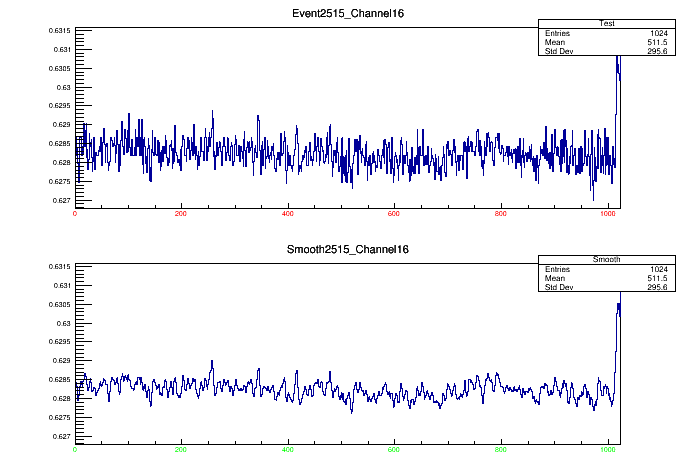 Event2515_Channel16
Test
Entries 1024
Mean 511.5
Std Dev 295.6
0.6315
0.631
0.6305
0.63
0.6295
0.629
0.6285
0.628
0.6275
0.627
0 200 400 600 800 1000
Smooth2515_Channel16
Smooth
Entries 1024
Mean 511.5
Std Dev 295.6
0.6315
0.631
0.6305
0.63
0.6295
0.629
0.6285
0.628
0.6275
0.627
0 200 400 600 800 1000